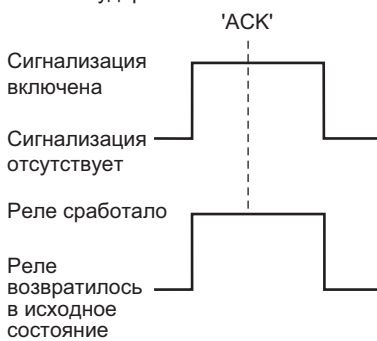 'ACK'
Сигнализация
включена
Сигнализация
отсутствует
Реле сработало
Реле
возвратилось
в исходное
состояние